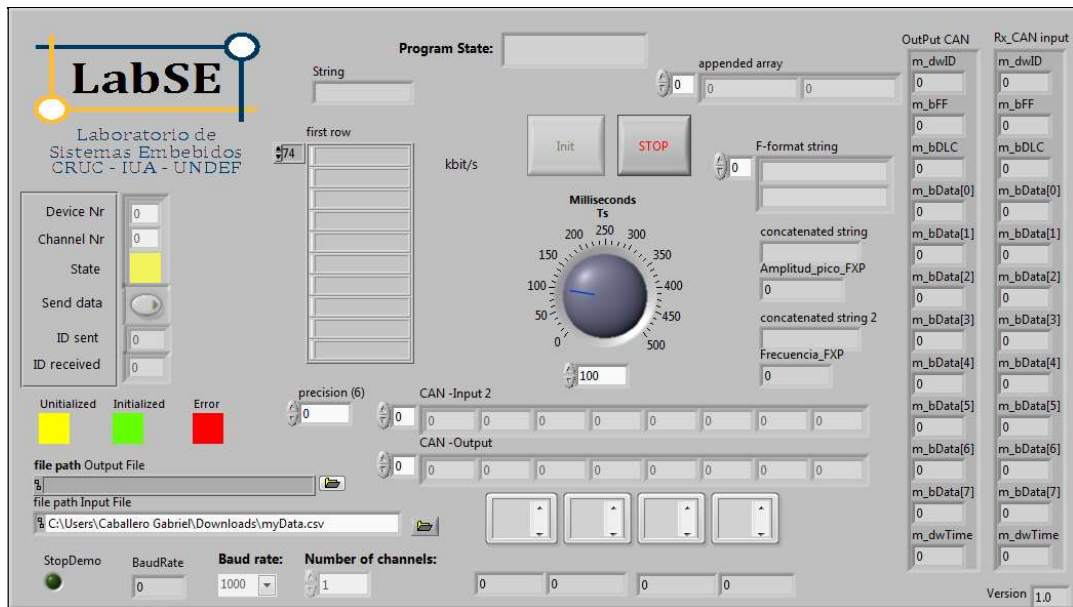 LabSE
Laboratorio de
Sistemas Embebidos
CRUC - IUA - UNDEF
Program State:
String
first row
74
kbit/s
Init
STOP
appended array
0
0
0
F-format string
0
Milliseconds
Ts
0
50
100
150
200
250
300
350
400
450
500
100
concatenated string
Amplitud_pico_FXP
0
concatenated string 2
Frecuencia_FXP
0
Device Nr
0
Channel Nr
0
State
Send data
ID sent
0
ID received
0
Unitialized
Initialized
Error
precision (6)
0
CAN -Input 2
0
0
0
0
0
0
0
0
0
CAN -Output
0
0
0
0
0
0
0
0
0
file path Output File
file path Input File
C:\Users\Caballero Gabriel\Downloads\myData.csv
StopDemo
BaudRate
0
Baud rate:
1000
Number of channels:
1
0
0
0
0
OutPut CAN
m_dwID
0
m_bFF
0
m_bDLC
0
m_bData[0]
0
m_bData[1]
0
m_bData[2]
0
m_bData[3]
0
m_bData[4]
0
m_bData[5]
0
m_bData[6]
0
m_bData[7]
0
m_dwTime
0
Rx_CAN input
m_dwID
0
m_bFF
0
m_bDLC
0
m_bData[0]
0
m_bData[1]
0
m_bData[2]
0
m_bData[3]
0
m_bData[4]
0
m_bData[5]
0
m_bData[6]
0
m_bData[7]
0
m_dwTime
0
Version
1.0